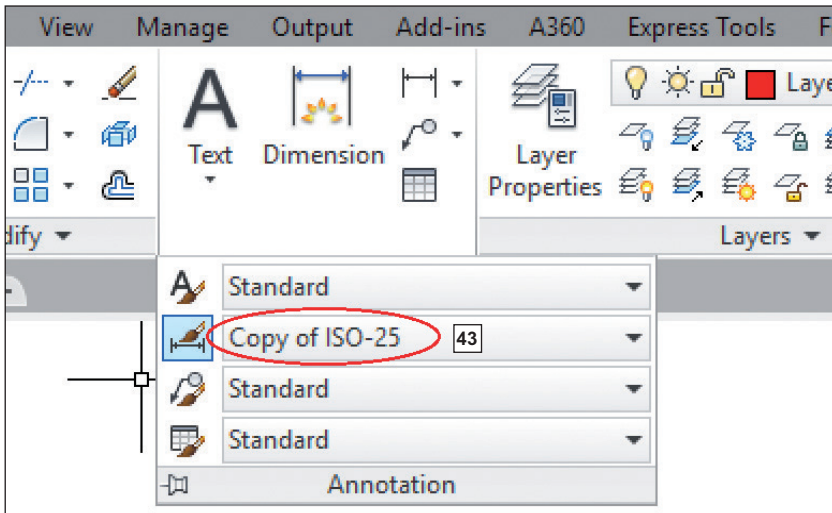 View Manage Output Add-ins A360 Express Tools F
A Text Dimension Layer Properties Laye
dify Layers
A Standard
Copy of ISO-25 43
Standard
Standard
Annotation